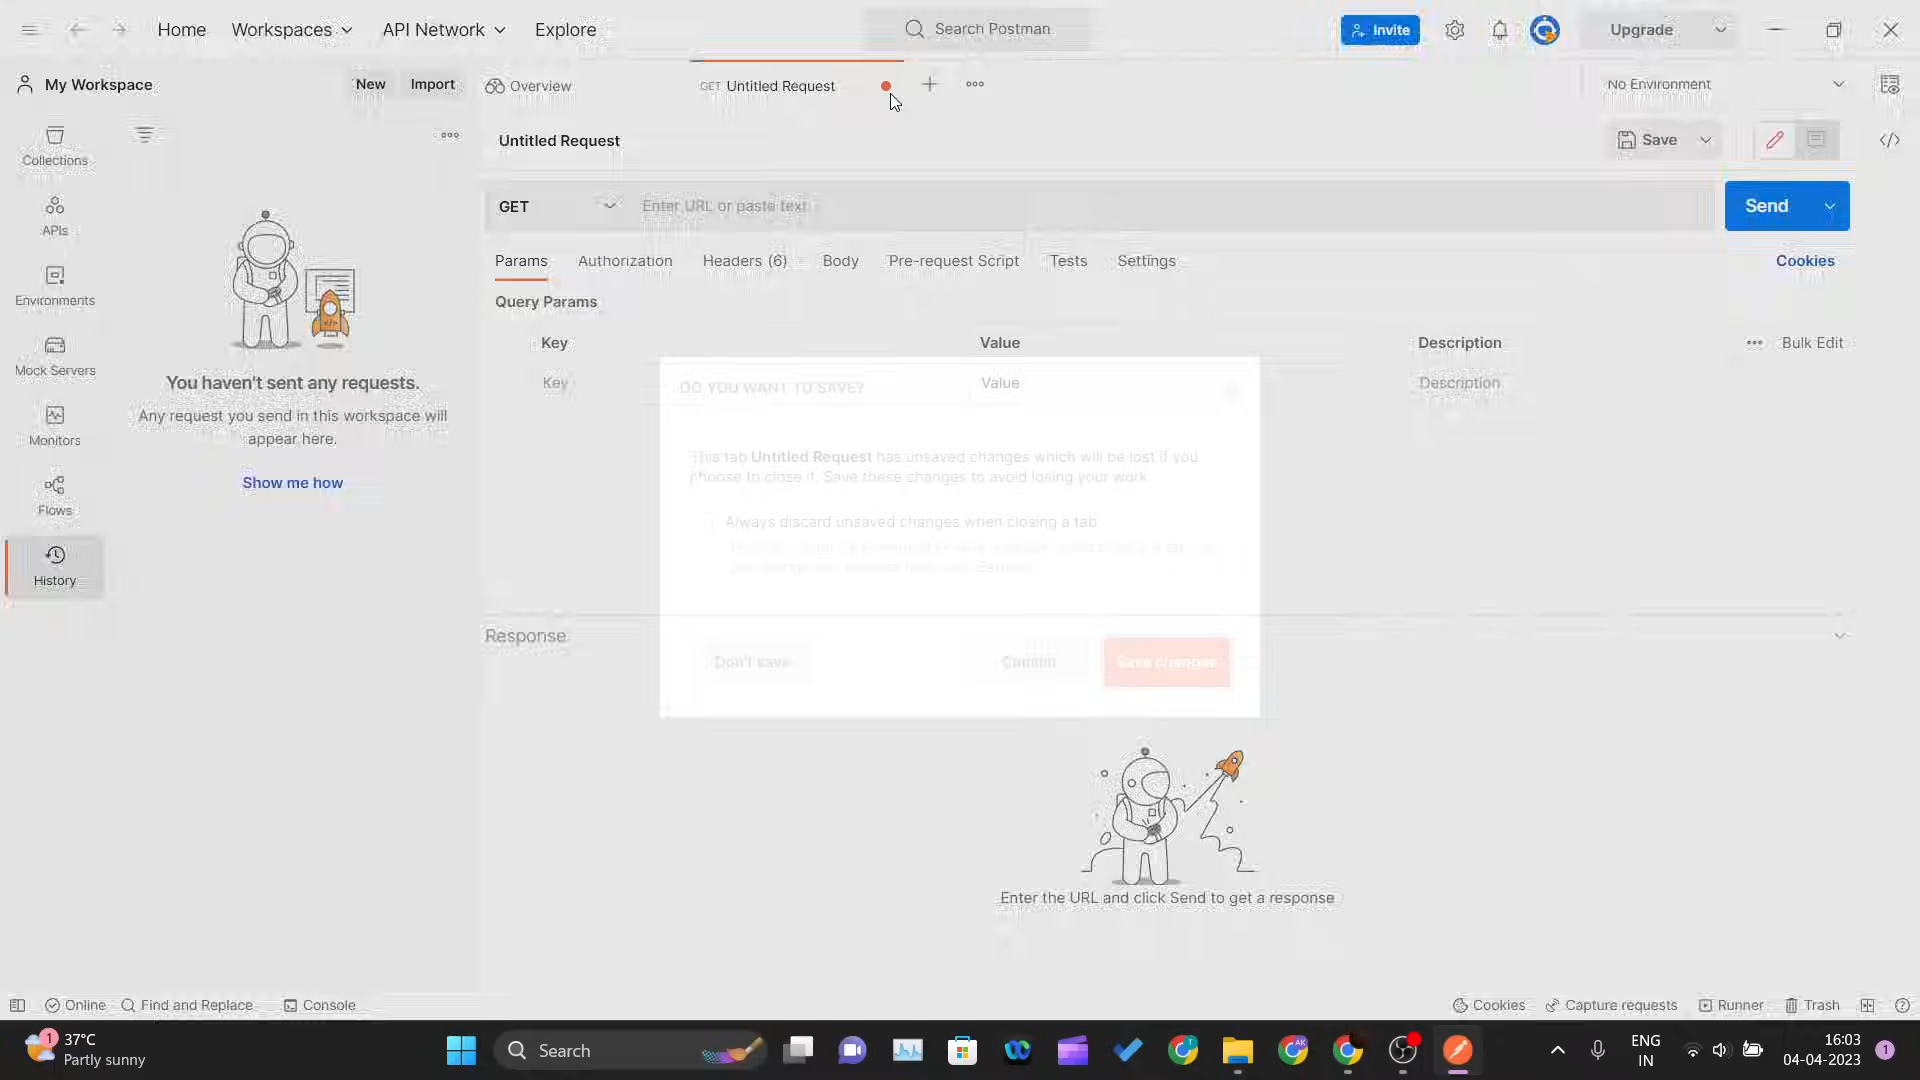 Home
Workspaces
API Network
Explore
Search Postman
Invite
Upgrade
My Workspace
New
Import
Overview
GET Untitled Request
No Environment
Untitled Request
Save
Collections
APIs
Environments
Mock Servers
Monitors
Flows
History
You haven't sent any requests.
Any request you send in this workspace will
appear here.
Show me how
GET
Enter URL or paste text
Send
Params
Authorization
Headers (6)
Body
Pre-request Script
Tests
Settings
Cookies
Query Params
Key
Value
Description
Bulk Edit
Key
Value
Description
DO YOU WANT TO SAVE?
This tab Untitled Request has unsaved changes which will be lost if you
choose to close it. Save these changes to avoid losing your work.
Always discard unsaved changes when closing a tab
Don't save
Cancel
Save changes
Response
Enter the URL and click Send to get a response
Online
Find and Replace
Console
Cookies
Capture requests
Runner
Trash
1
37°C
Partly sunny
Search
AK
ENG
IN
16:03
04-04-2023
1